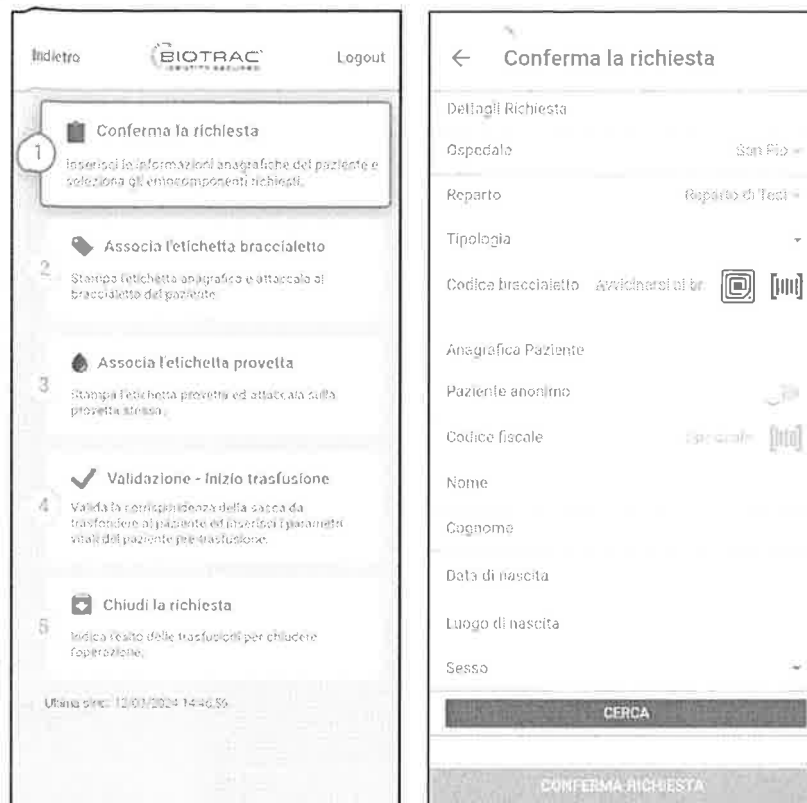 Indietro
BIOTRAC
IDENTITY SECURED
Logout
1
Conferma la richiesta
Inserisci le informazioni anagrafiche del paziente e
seleziona gli emocomponenti richiesti.
2
Associa l'etichetta braccialetto
Stampa l'etichetta anagrafica e attaccala al
braccialetto del paziente.
3
Associa l'etichetta provetta
Stampa l'etichetta provetta ed attaccala sulla
provetta stessa.
4
Validazione - Inizio trasfusione
Valida la corrispondenza della sacca da
trasfondere al paziente ed inserisci i parametri
vitali del paziente pre-trasfusione.
5
Chiudi la richiesta
Indica l'esito delle trasfusioni per chiudere
l'operazione.
Ultima sinc.: 12/03/2024 14:46:56
Conferma la richiesta
Dettagli Richiesta
Ospedale San Pio
Reparto Reparto di Test
Tipologia
Codice braccialetto Avvicinarsi al br
Anagrafica Paziente
Paziente anonimo
Codice fiscale
Nome
Cognome
Data di nascita
Luogo di nascita
Sesso
CERCA
CONFERMA RICHIESTA